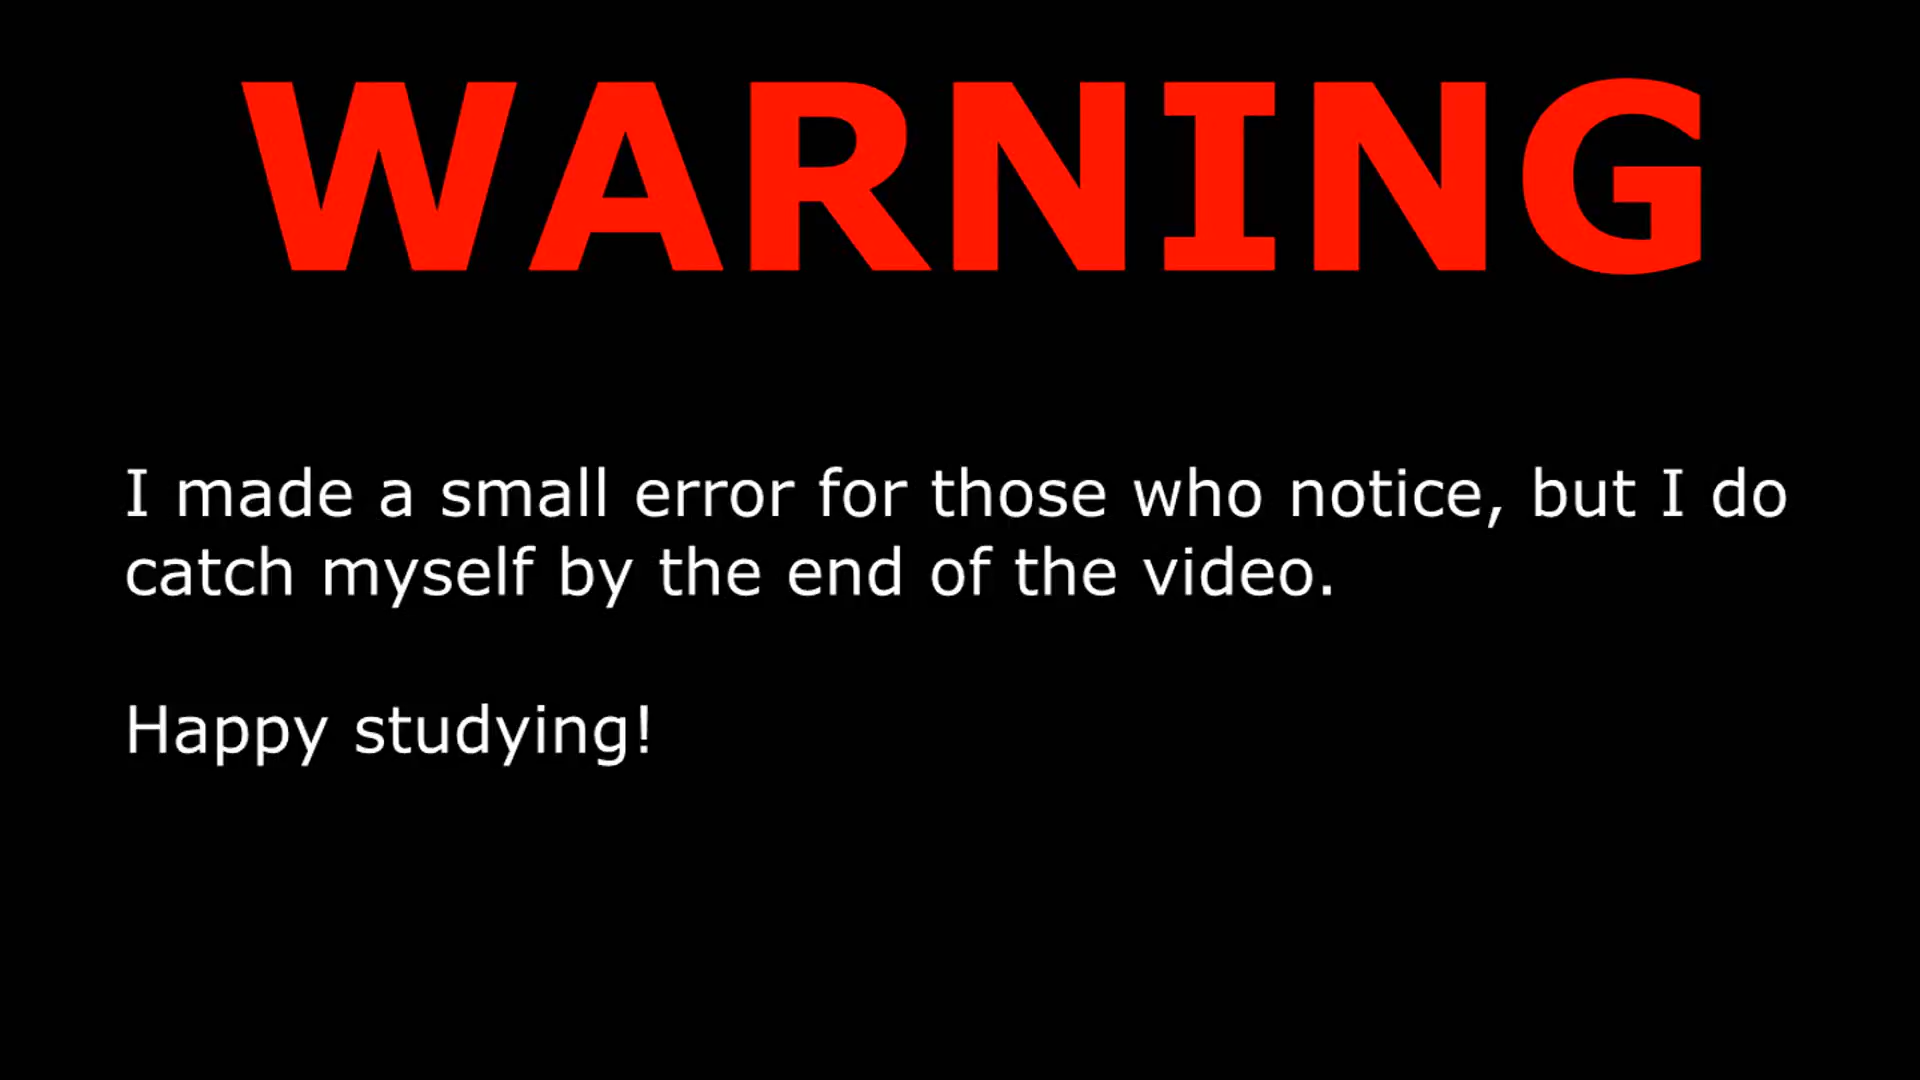 WARNING
I made a small error for those who notice, but I do
catch myself by the end of the video.
Happy studying!